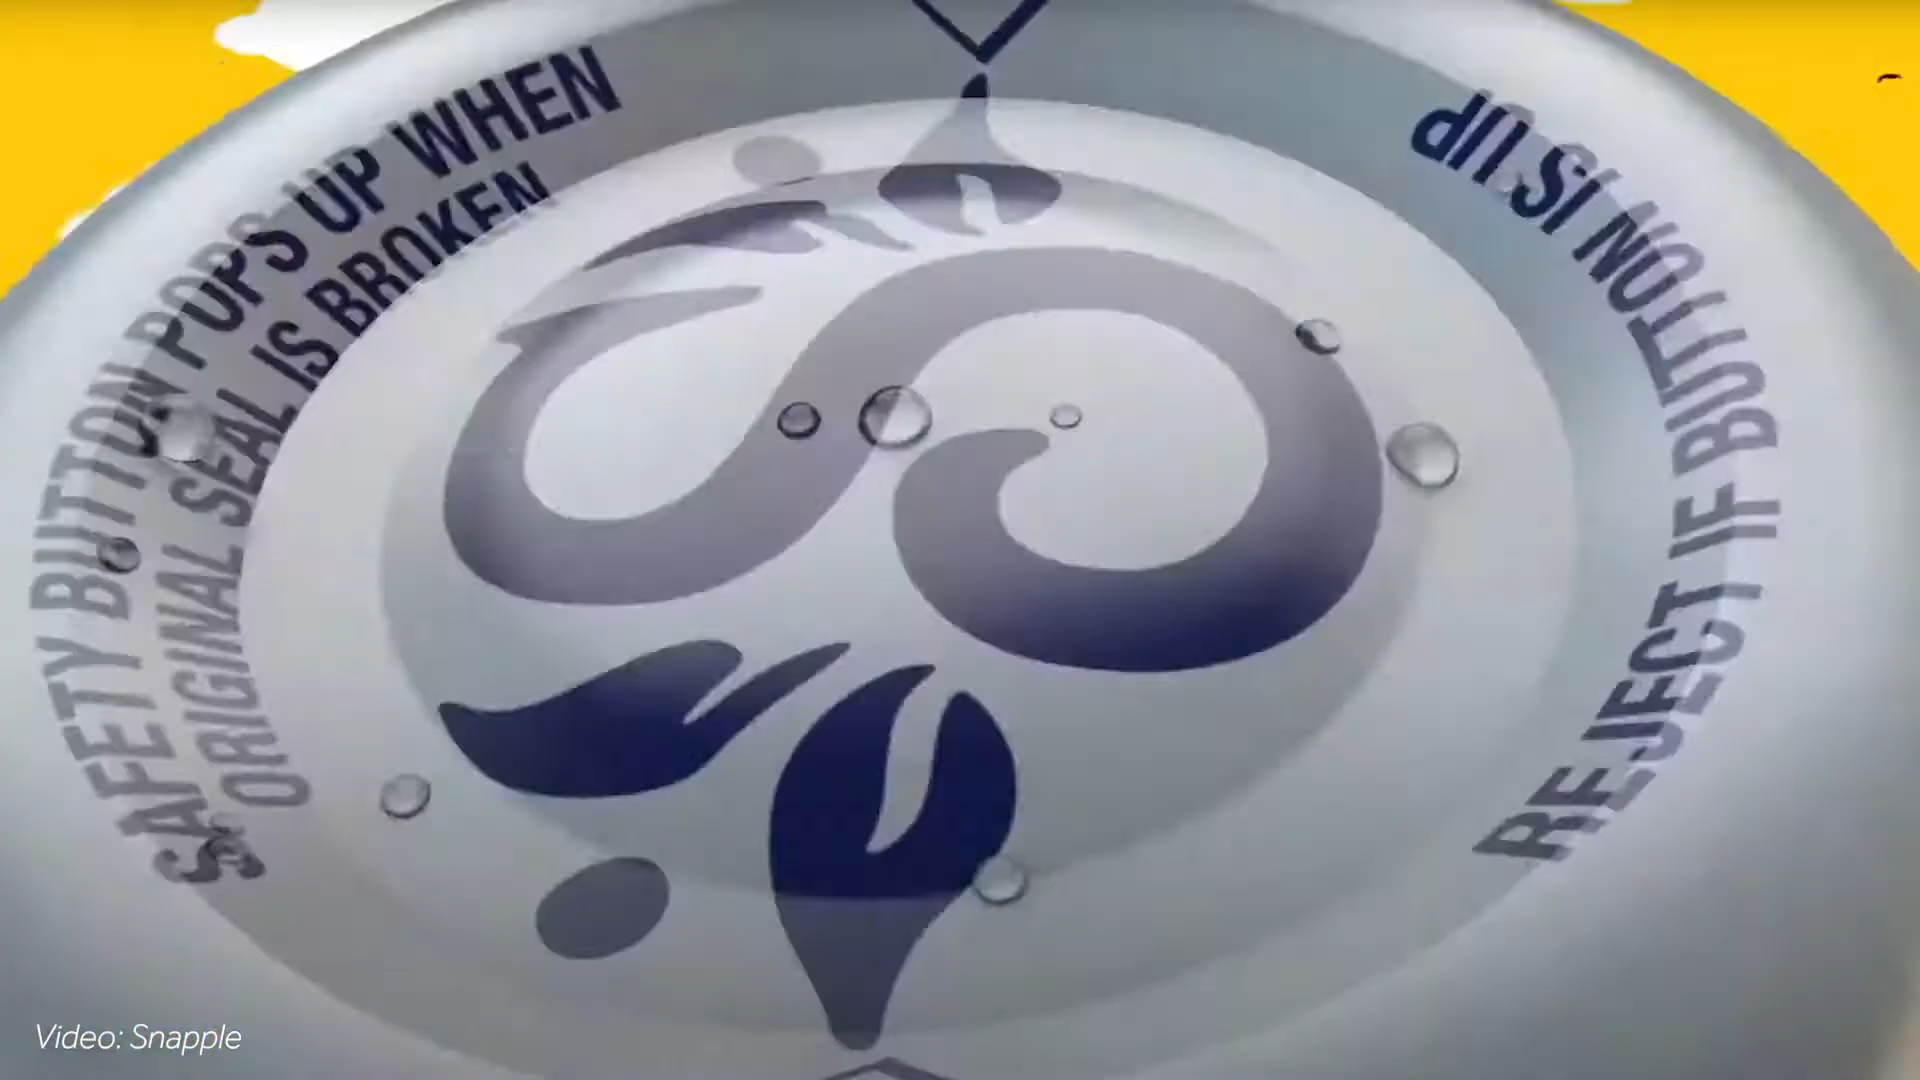 SAFETY BUTTON POPS UP WHEN
ORIGINAL SEAL IS BROKEN
REJECT IF BUTTON IS UP
Video: Snapple